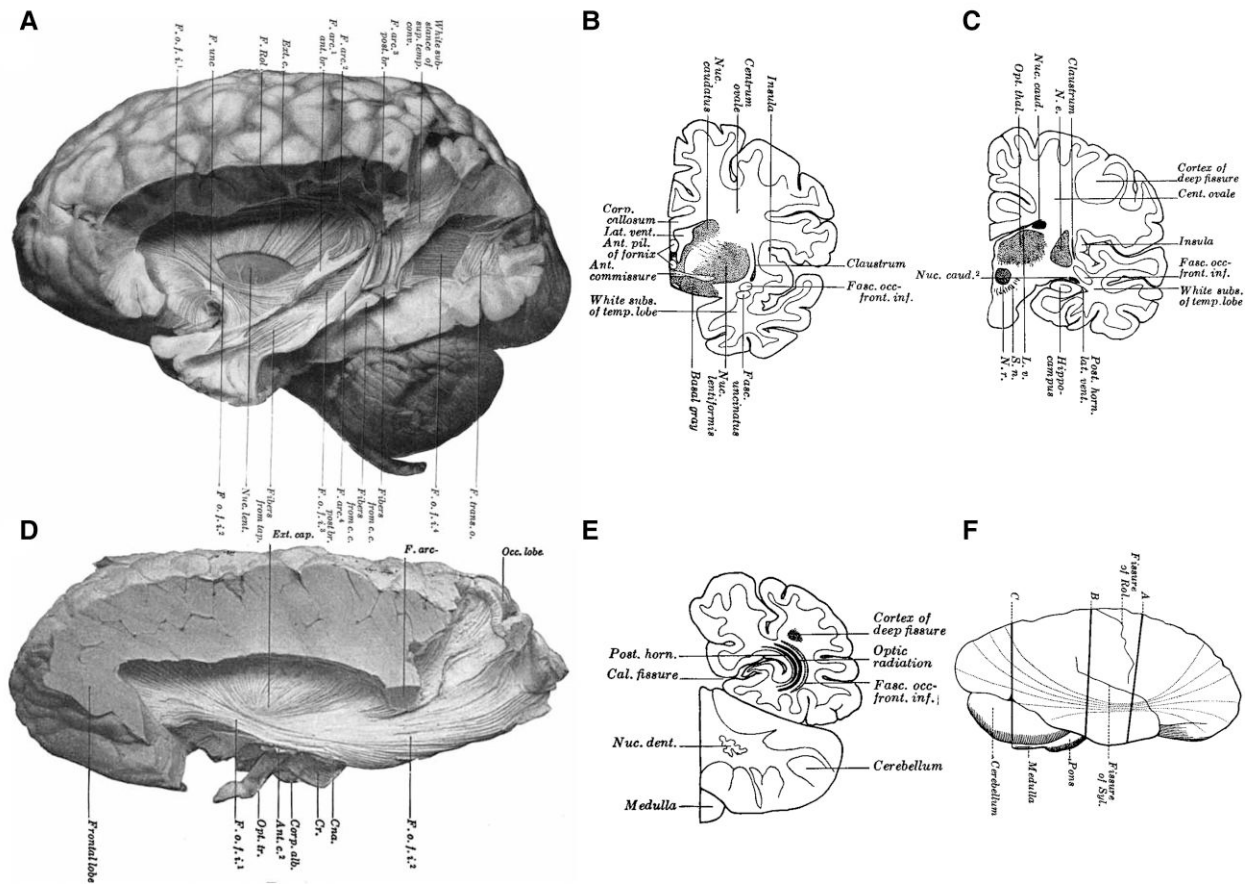 A
F. o. f. i.¹
F. unc
F. Rol.
Ext. c.
F. arc.¹
ant. br.
F. arc.²
F. arc.³
post. br.
White sub-
stance of
sup. temp.
conv.
F o. f. i.²
Nuc. lent.
Fibers
from tap.
F. o. f. i.³
F. arc.⁴
post br.
Fibers
from c. c.
Fibers
from c. c.
F. o. f. i.⁴
F. trans. o.
B
Nuc.
caudatus
Centrum
ovale
Insula
Corp.
callosum
Lat. vent.
Ant. pil.
of fornix
Ant.
commissure
White subs.
of temp. lobe
Claustrum
Fasc. occ-
front. inf.
Basal gray
Nuc.
lentiformis
Fasc.
uncinatus
C
Opt. thal.
Nuc. caud.
N. e.
Claustrum
Cortex of
deep fissure
Cent. ovale
Insula
Fasc. occ-
front. inf.
White subs.
of temp. lobe
Nuc. caud.²
N. r.
S. n.
L. v.
Hippo-
campus
Post. horn.
lat. vent.
D
Ext. cap.
F. arc-
Occ. lobe
Frontal lobe
F. o. f. i.¹
Opt. tr.
Ant. c.²
Corp. alb.
Cr.
Cna.
F. o. f. i.²
E
Cortex of
deep fissure
Post. horn.
Optic
radiation
Cal. fissure
Fasc. occ-
front. inf.
Nuc. dent.
Cerebellum
Medulla
F
C
B
Fissure
of Rol.
A
Cerebellum
Medulla
Pons
Fissure
of Syl.